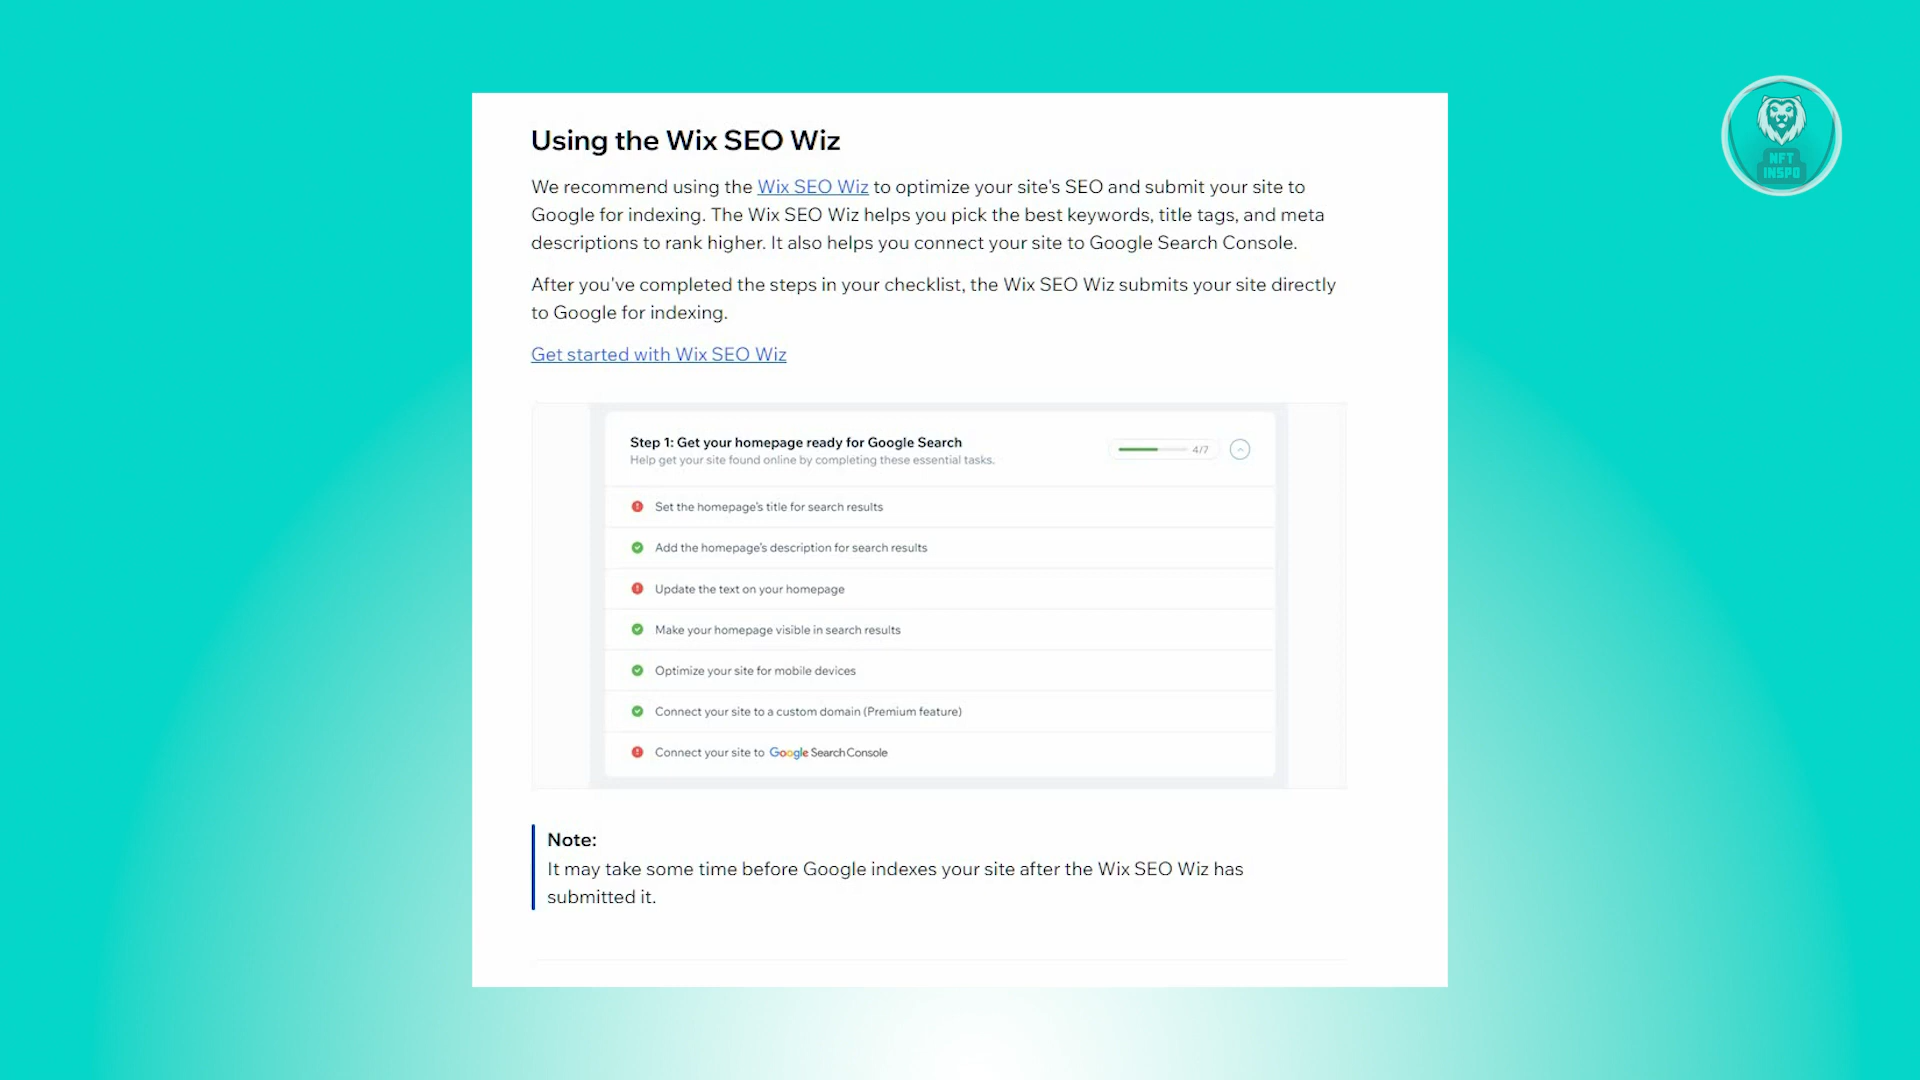 NFT
INSPO
Using the Wix SEO Wiz
We recommend using the Wix SEO Wiz to optimize your site's SEO and submit your site to
Google for indexing. The Wix SEO Wiz helps you pick the best keywords, title tags, and meta
descriptions to rank higher. It also helps you connect your site to Google Search Console.
After you've completed the steps in your checklist, the Wix SEO Wiz submits your site directly
to Google for indexing.
Get started with Wix SEO Wiz
Step 1: Get your homepage ready for Google Search
Help get your site found online by completing these essential tasks.
4/7
Set the homepage's title for search results
Add the homepage's description for search results
Update the text on your homepage
Make your homepage visible in search results
Optimize your site for mobile devices
Connect your site to a custom domain (Premium feature)
Connect your site to Google Search Console
Note:
It may take some time before Google indexes your site after the Wix SEO Wiz has
submitted it.